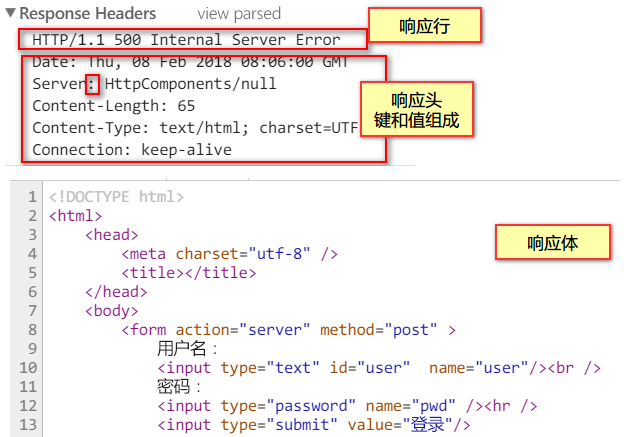 ▼Response Headers view parsed
HTTP/1.1 500 Internal Server Error
响应行
Date: Thu, 08 Feb 2018 08:06:00 GMT
Server: HttpComponents/null
Content-Length: 65
响应头
键和值组成
Content-Type: text/html; charset=UTF
Connection: keep-alive
1 <!DOCTYPE html>
2 <html>
3 <head>
响应体
4 <meta charset="utf-8" />
5 <title></title>
6 </head>
7 <body>
8 <form action="server" method="post" >
9 用户名：
10 <input type="text" id="user"  name="user"/><br />
11 密码：
12 <input type="password" name="pwd" /><hr />
13 <input type="submit" value="登录"/>